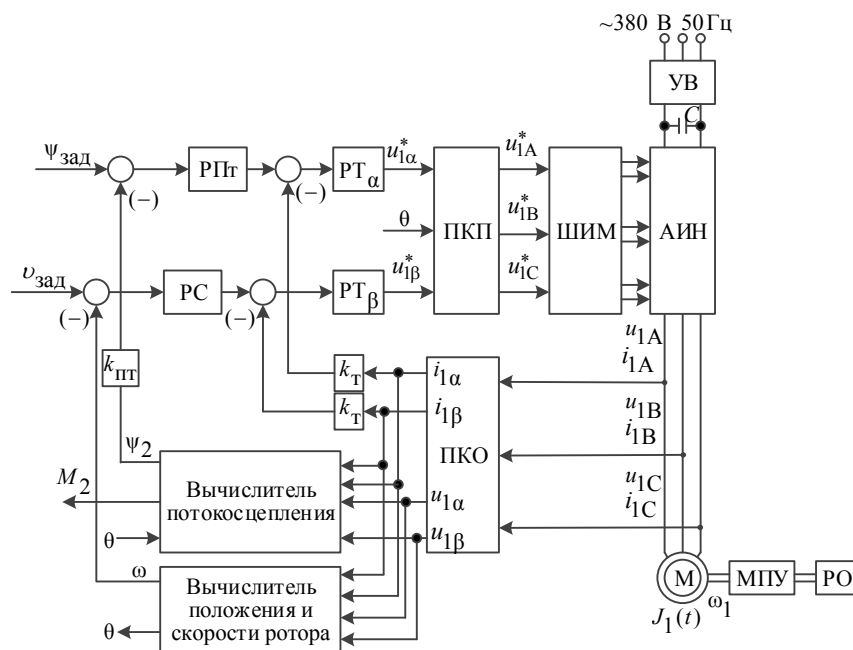 ~380 В 50 Гц
УВ
C
ψзад
РПт
РТα
u*1α
u*1A
(−)
(−)
θ
ПКП
u*1B
ШИМ
АИН
υзад
РС
РТβ
u*1β
u*1C
(−)
(−)
kпт
kт
kт
i1α
i1β
ПКО
u1α
u1β
u1A
i1A
u1B
i1B
u1C
i1C
ψ2
M2
θ
Вычислитель
потокосцепления
ω
θ
Вычислитель
положения и
скорости ротора
М
ω1
МПУ
РО
J1(t)